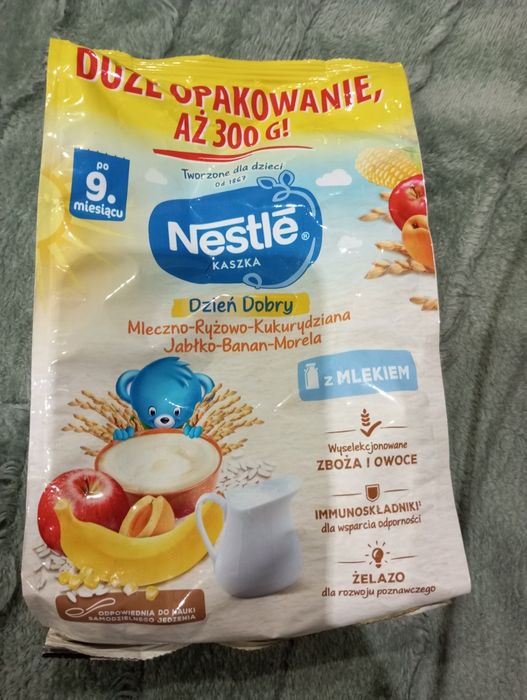 DUŻE OPAKOWANIE,
AŻ 300 G!
Tworzone dla dzieci
Od 1867
po
9.
miesiącu
Nestlé®
KASZKA
Dzień Dobry
Mleczno-Ryżowo-Kukurydziana
Jabłko-Banan-Morela
z MLEKIEM
Wyselekcjonowane
ZBOŻA I OWOCE
IMMUNOSKŁADNIKI¹
dla wsparcia odporności
ŻELAZO
dla rozwoju poznawczego
ODPOWIEDNIA DO NAUKI
SAMODZIELNEGO JEDZENIA